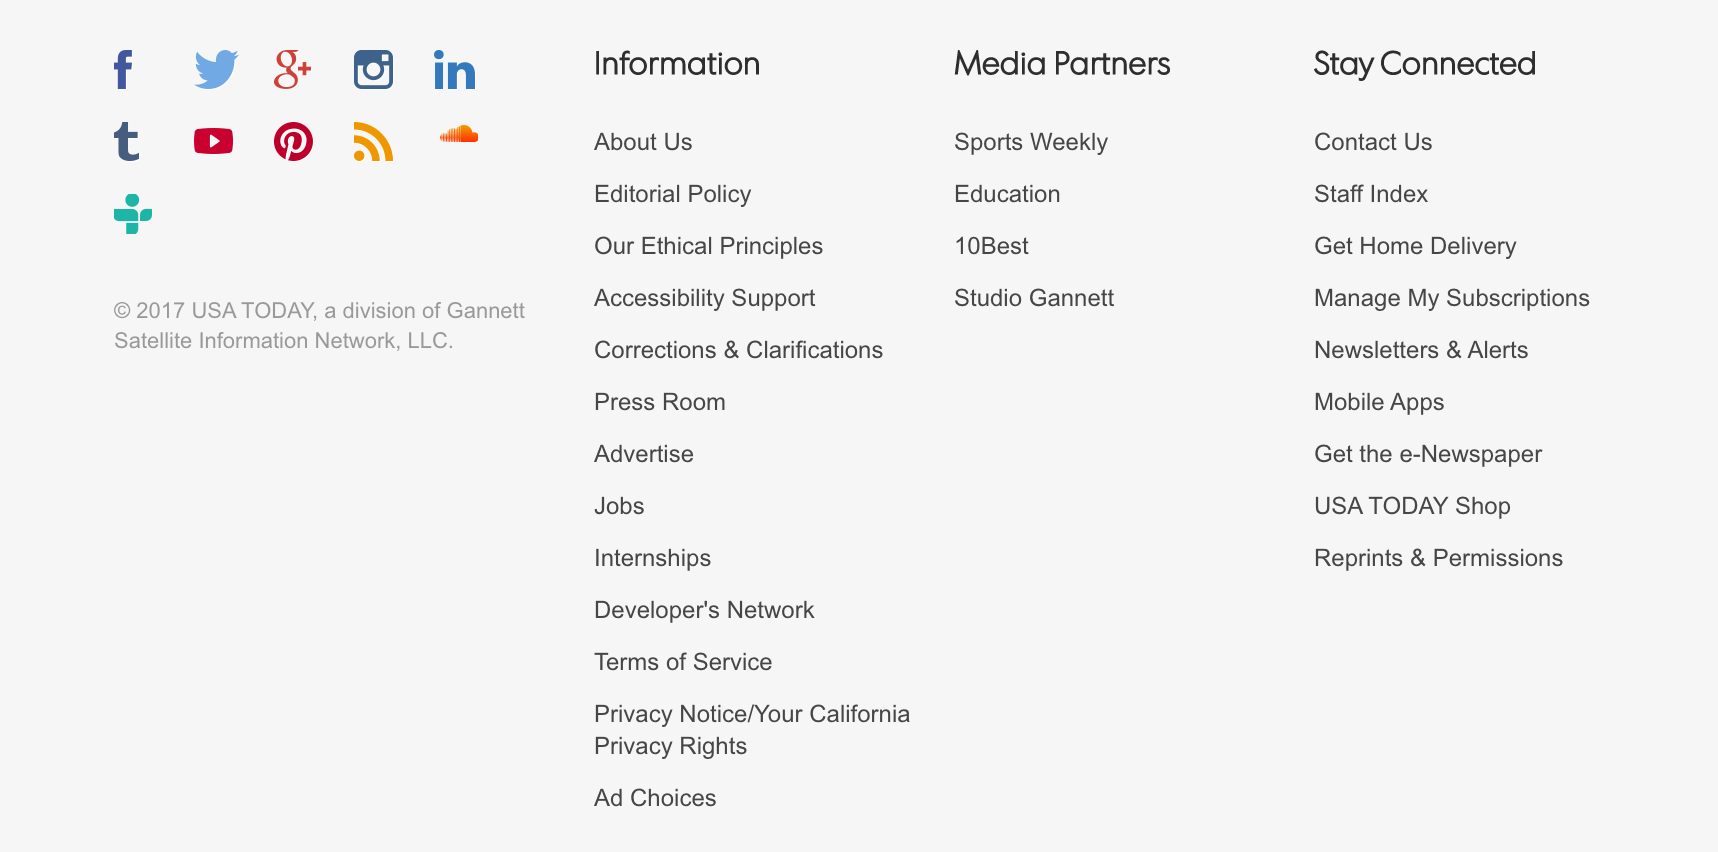 Information
About Us
Editorial Policy
Our Ethical Principles
Accessibility Support
Corrections & Clarifications
Press Room
Advertise
Jobs
Internships
Developer's Network
Terms of Service
Privacy Notice/Your California
Privacy Rights
Ad Choices
Media Partners
Sports Weekly
Education
10Best
Studio Gannett
Stay Connected
Contact Us
Staff Index
Get Home Delivery
Manage My Subscriptions
Newsletters & Alerts
Mobile Apps
Get the e-Newspaper
USA TODAY Shop
Reprints & Permissions
© 2017 USA TODAY, a division of Gannett
Satellite Information Network, LLC.